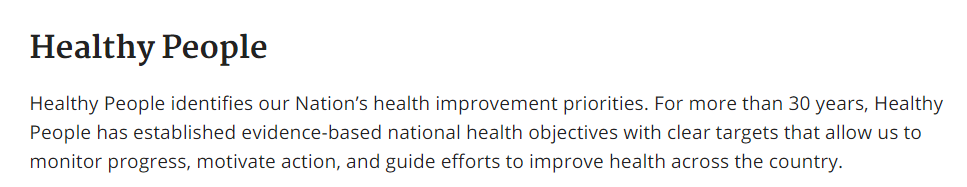 Healthy People
Healthy People identifies our Nation’s health improvement priorities. For more than 30 years, Healthy
People has established evidence-based national health objectives with clear targets that allow us to
monitor progress, motivate action, and guide efforts to improve health across the country.